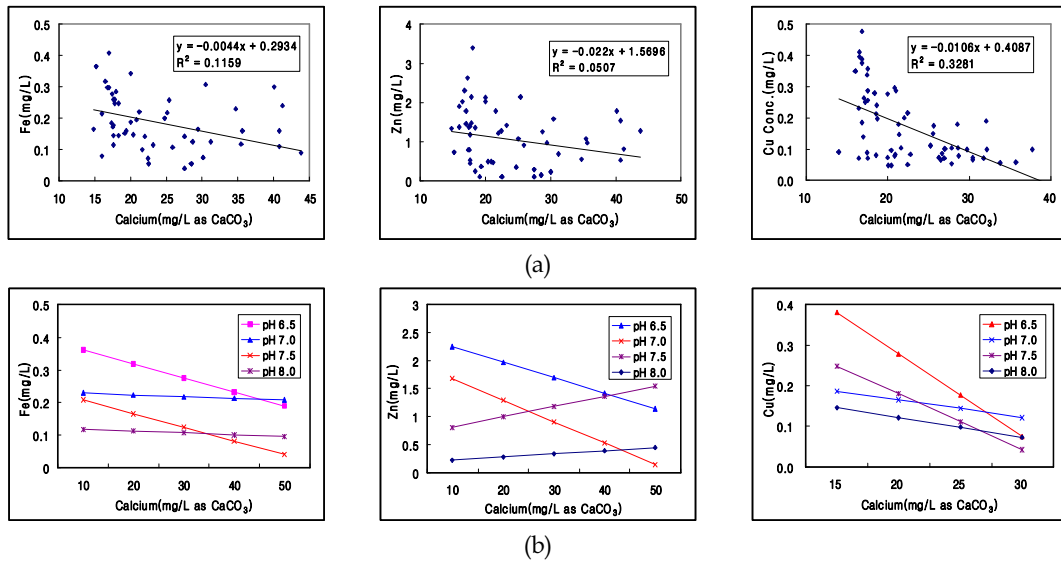 Fe(mg/L)
0.5
0.4
0.3
0.2
0.1
0
y = -0.0044x + 0.2934
R² = 0.1159
10 15 20 25 30 35 40 45
Calcium(mg/L as CaCO₃)
Zn(mg/L)
4
3
2
1
0
y = -0.022x + 1.5696
R² = 0.0507
10 20 30 40 50
Calcium(mg/L as CaCO₃)
Cu Conc.(mg/L)
0.5
0.4
0.3
0.2
0.1
0.0
y = -0.0106x + 0.4087
R² = 0.3281
10 20 30 40
Calcium(mg/L as CaCO₃)
(a)
Fe(mg/L)
0.5
0.4
0.3
0.2
0.1
0
pH 6.5
pH 7.0
pH 7.5
pH 8.0
10 20 30 40 50
Calcium(mg/L as CaCO₃)
Zn(mg/L)
3
2.5
2
1.5
1
0.5
0
pH 6.5
pH 7.0
pH 7.5
pH 8.0
10 20 30 40 50
Calcium(mg/L as CaCO₃)
Cu(mg/L)
0.4
0.3
0.2
0.1
0.0
pH 6.5
pH 7.0
pH 7.5
pH 8.0
15 20 25 30
Calcium(mg/L as CaCO₃)
(b)